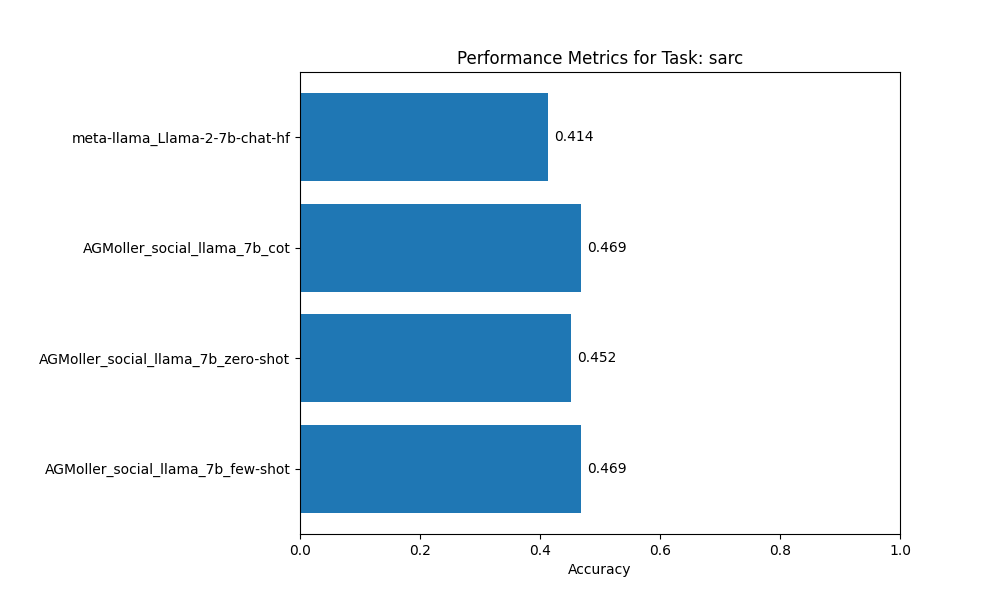 Performance Metrics for Task: sarc
meta-llama_Llama-2-7b-chat-hf
0.414
AGMoller_social_llama_7b_cot
0.469
AGMoller_social_llama_7b_zero-shot
0.452
AGMoller_social_llama_7b_few-shot
0.469
0.0 0.2 0.4 0.6 0.8 1.0
Accuracy